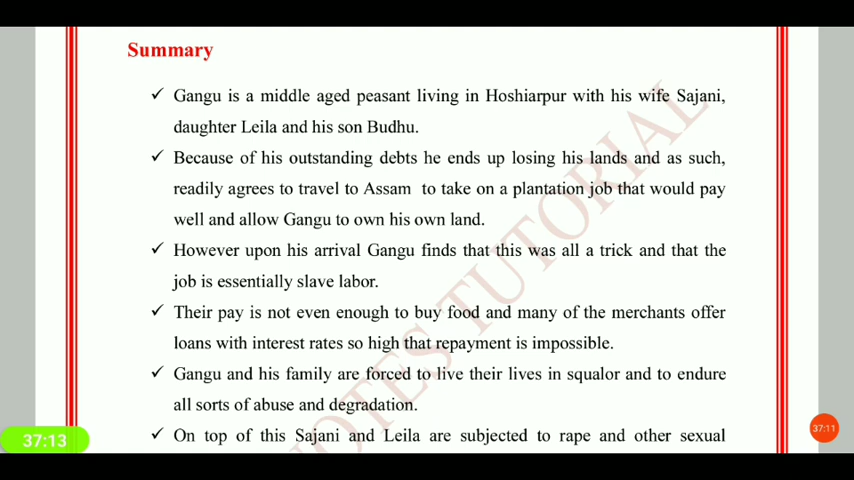 Summary
✓ Gangu is a middle aged peasant living in Hoshiarpur with his wife Sajani,
daughter Leila and his son Budhu.
✓ Because of his outstanding debts he ends up losing his lands and as such,
readily agrees to travel to Assam to take on a plantation job that would pay
well and allow Gangu to own his own land.
✓ However upon his arrival Gangu finds that this was all a trick and that the
job is essentially slave labor.
✓ Their pay is not even enough to buy food and many of the merchants offer
loans with interest rates so high that repayment is impossible.
✓ Gangu and his family are forced to live their lives in squalor and to endure
all sorts of abuse and degradation.
✓ On top of this Sajani and Leila are subjected to rape and other sexual
NOTES TUTORIAL
37:13
37:11